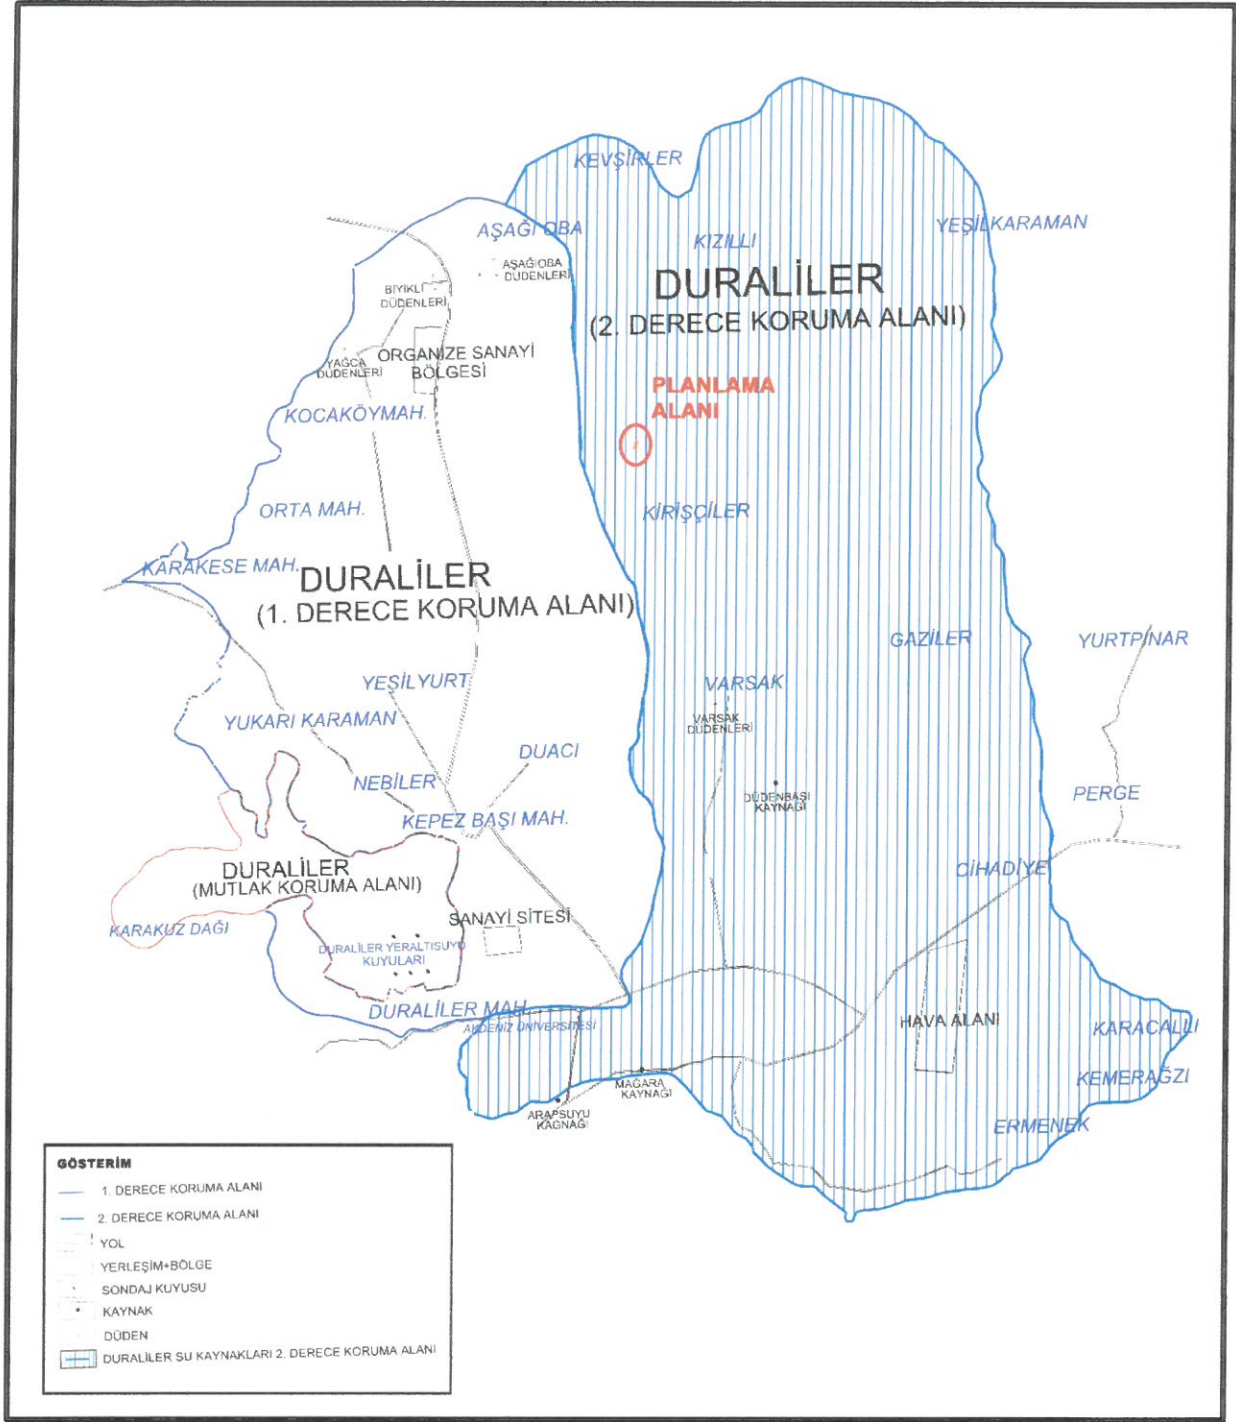 KEVŞİRLER
AŞAĞI OBA
KIZILLI
YEŞİLKARAMAN
AŞAĞIOBA
DÜDENLERİ
DURALİLER
(2. DERECE KORUMA ALANI)
BIYIKLI
DÜDENLERİ
YAĞCA
DÜDENLERİ
ORGANİZE SANAYİ
BÖLGESİ
PLANLAMA
ALANI
KOCAKÖYMAH.
ORTA MAH.
KİRİŞÇİLER
KARAKESE MAH.
DURALİLER
(1. DERECE KORUMA ALANI)
GAZİLER
YURTPINAR
YEŞİLYURT
VARSAK
YUKARI KARAMAN
VARSAK
DÜDENLERİ
DUACI
NEBİLER
DÜDENBAŞI
KAYNAĞI
PERGE
KEPEZ BAŞI MAH.
DURALİLER
(MUTLAK KORUMA ALANI)
CİHADİYE
KARAKUZ DAĞI
SANAYİ SİTESİ
DURALİLER YERALTISUYU
KUYULARI
DURALİLER MAH.
AKDENİZ ÜNİVERSİTESİ
HAVA ALANI
KARACALLI
KEMERAĞZI
MAĞARA
KAYNAĞI
ARAPSUYU
KAGNAĞI
ERMENEK
GÖSTERİM
1. DERECE KORUMA ALANI
2. DERECE KORUMA ALANI
YOL
YERLEŞİM+BÖLGE
SONDAJ KUYUSU
KAYNAK
DÜDEN
DURALİLER SU KAYNAKLARI 2. DERECE KORUMA ALANI